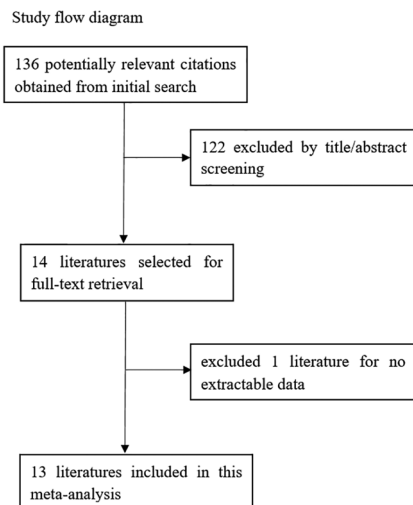 Study flow diagram
136 potentially relevant citations
obtained from initial search
122 excluded by title/abstract
screening
14 literatures selected for
full-text retrieval
excluded 1 literature for no
extractable data
13 literatures included in this
meta-analysis